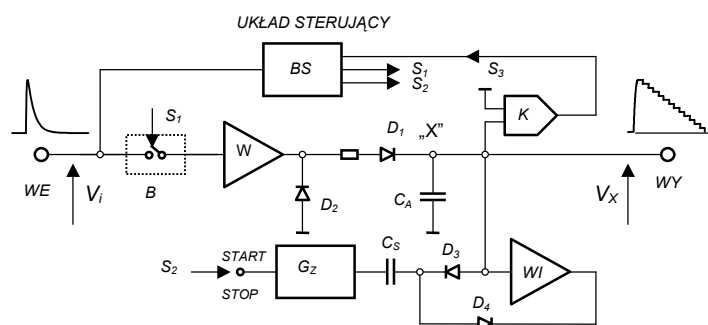 UKŁAD STERUJĄCY
BS
S1
S2
S3
K
S1
W
D1
„X”
WE
Vi
B
D2
CA
VX
WY
S2
START
STOP
GZ
CS
D3
WI
D4